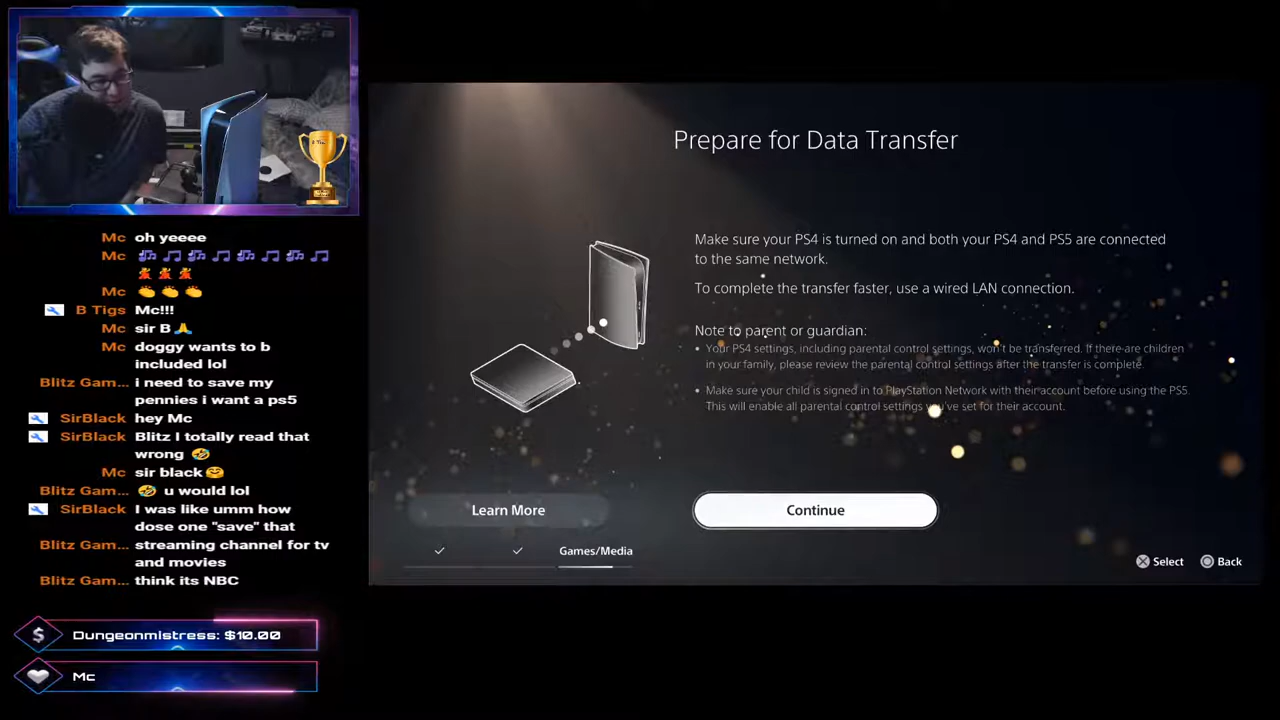 Mc oh yeeee
Mc 🎶🎵🎶🎵🎶🎵🎶🎵
💃💃💃
Mc 👏👏👏
B Tigs Mc!!!
Mc sir B🙏
Mc doggy wants to b
included lol
Blitz Gam... i need to save my
pennies i want a ps5
SirBlack hey Mc
SirBlack Blitz I totally read that
wrong 🤣
Mc sir black🤗
Blitz Gam... 🤣 u would lol
SirBlack I was like umm how
dose one "save" that
Blitz Gam... streaming channel for tv
and movies
Blitz Gam... think its NBC
$ Dungeonmistress: $10.00
Mc
Prepare for Data Transfer
Make sure your PS4 is turned on and both your PS4 and PS5 are connected
to the same network.
To complete the transfer faster, use a wired LAN connection.
Note to parent or guardian:
• Your PS4 settings, including parental control settings, won't be transferred. If there are children
in your family, please review the parental control settings after the transfer is complete.
• Make sure your child is signed in to PlayStation Network with their account before using the PS5.
This will enable all parental control settings you've set for their account.
Learn More
Continue
Games/Media
Select
Back